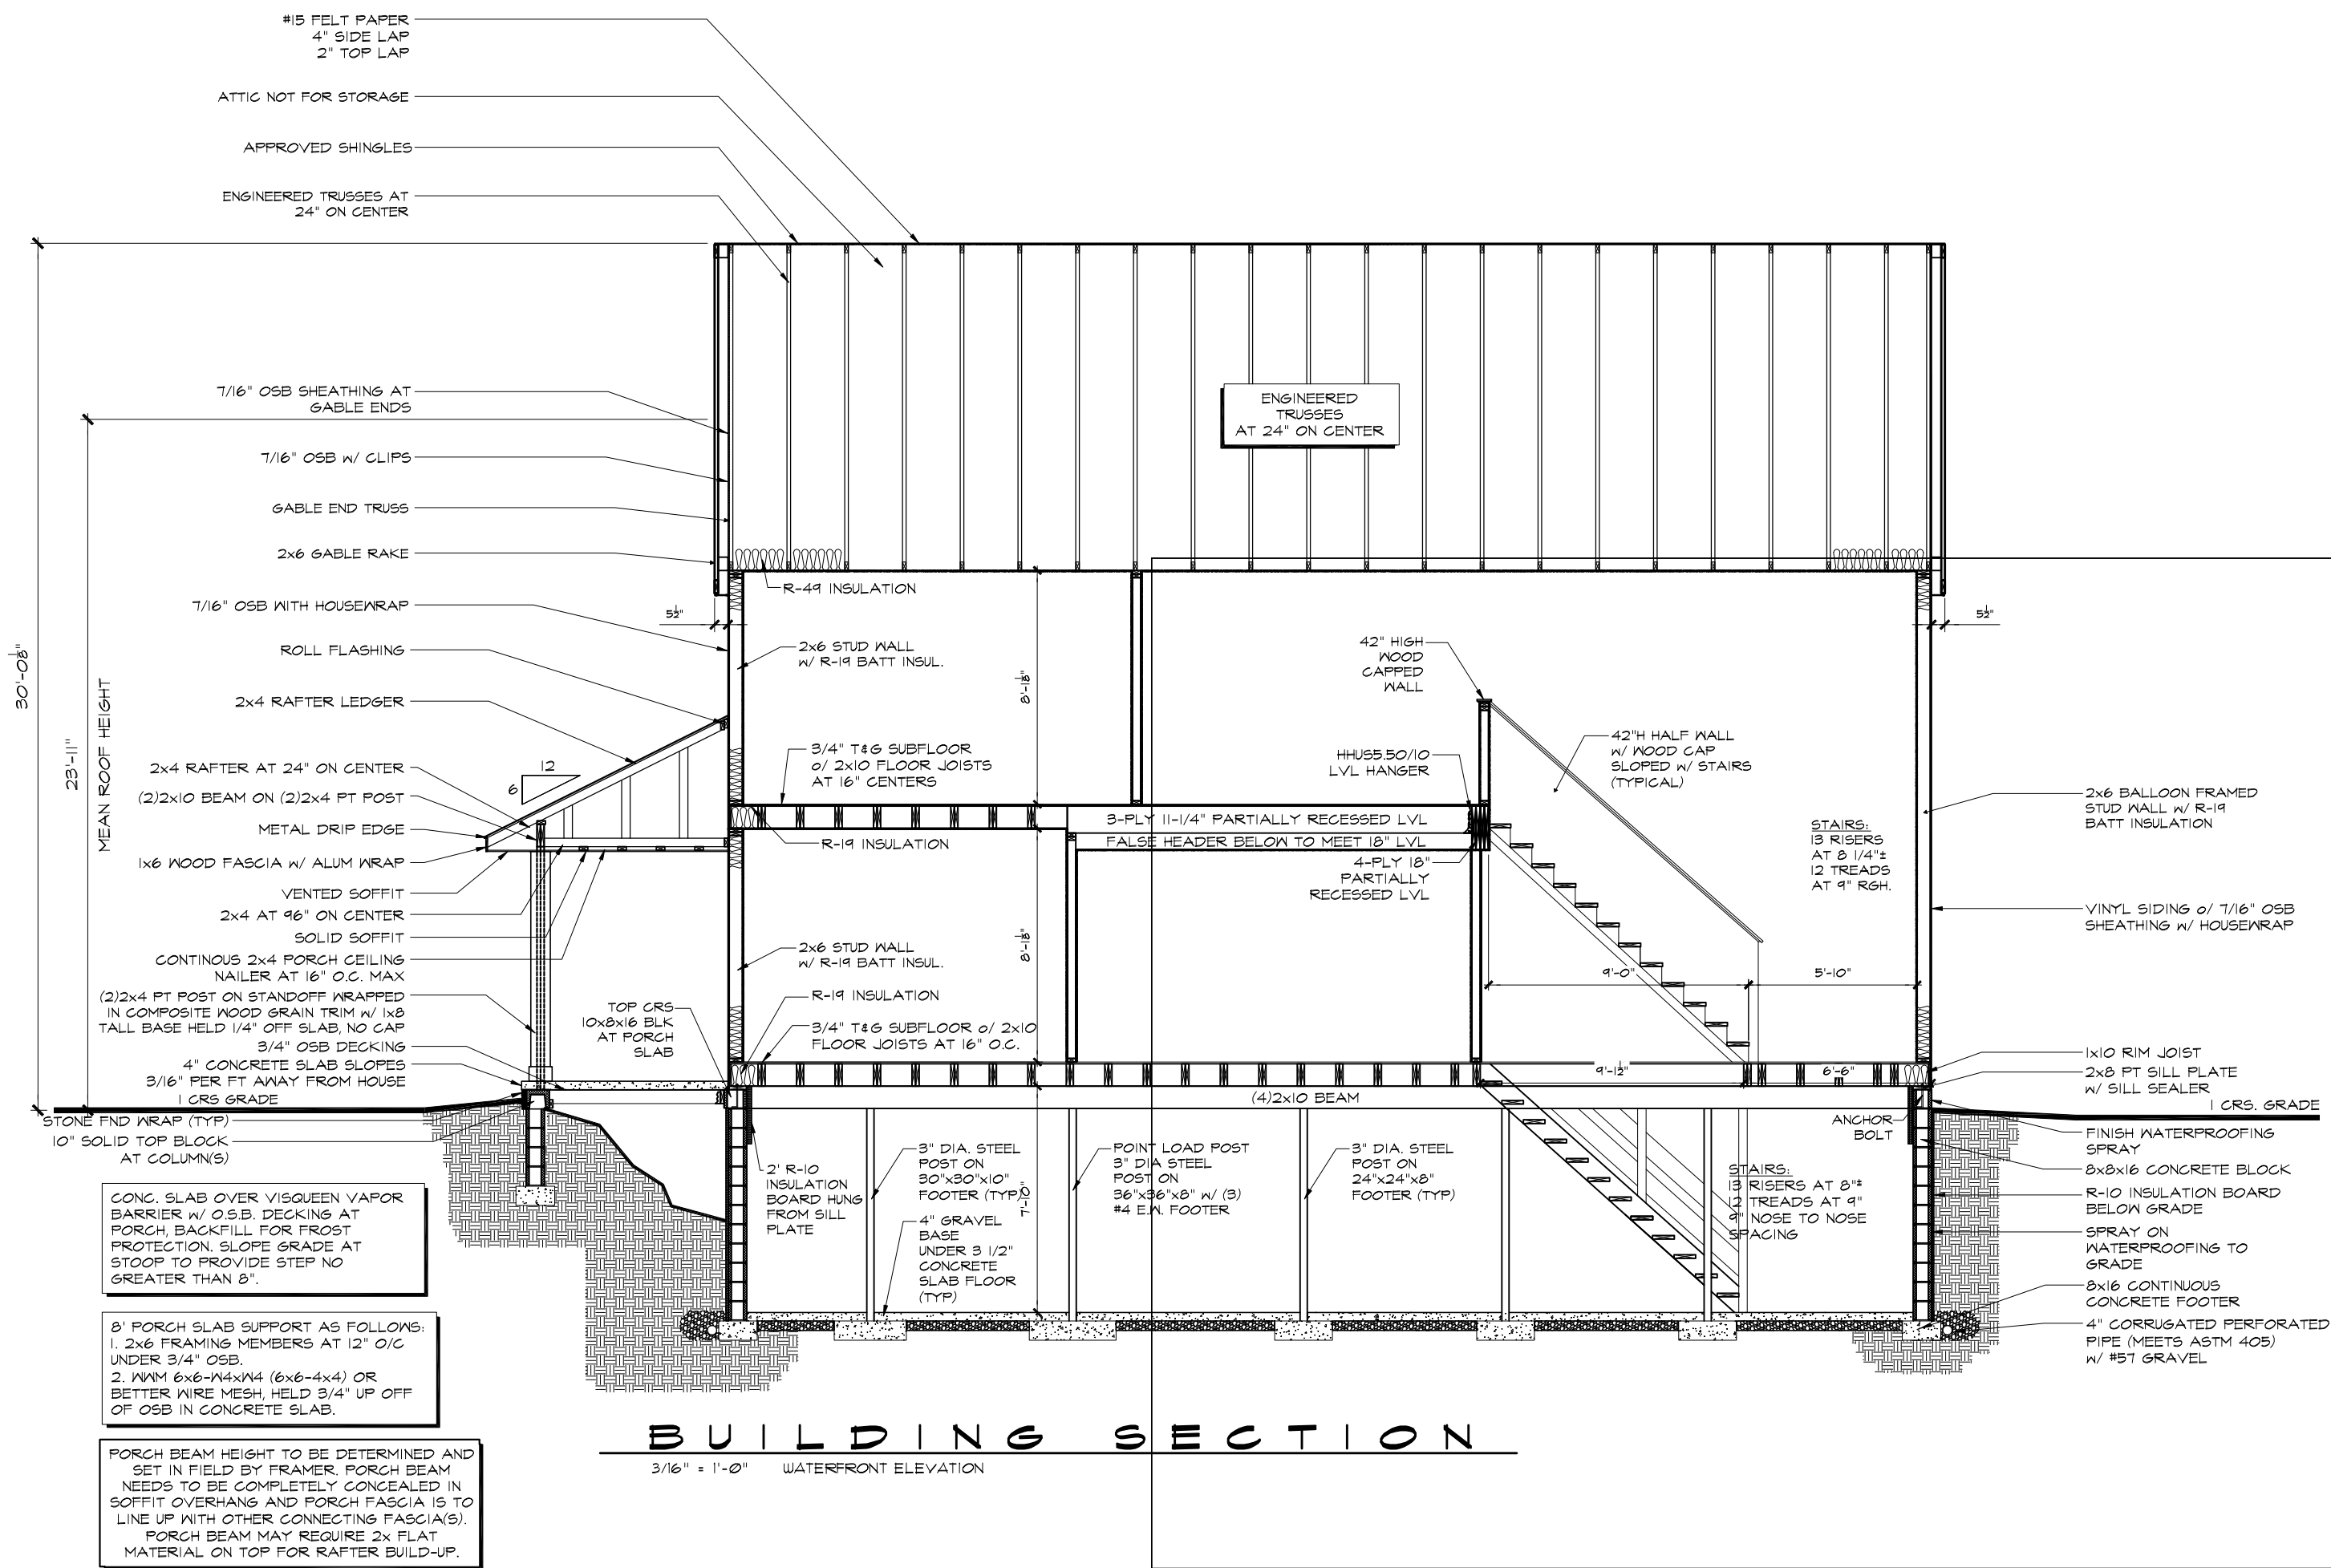 #15 FELT PAPER
4" SIDE LAP
2" TOP LAP
ATTIC NOT FOR STORAGE
APPROVED SHINGLES
ENGINEERED TRUSSES AT
24" ON CENTER
7/16" OSB SHEATHING AT
GABLE ENDS
7/16" OSB W/ CLIPS
GABLE END TRUSS
2x6 GABLE RAKE
7/16" OSB WITH HOUSEWRAP
ROLL FLASHING
2x4 RAFTER LEDGER
2x4 RAFTER AT 24" ON CENTER
(2)2x10 BEAM ON (2)2x4 PT POST
METAL DRIP EDGE
1x6 WOOD FASCIA W/ ALUM WRAP
VENTED SOFFIT
2x4 AT 96" ON CENTER
SOLID SOFFIT
CONTINOUS 2x4 PORCH CEILING
NAILER AT 16" O.C. MAX
(2)2x4 PT POST ON STANDOFF WRAPPED
IN COMPOSITE WOOD GRAIN TRIM W/ 1x8
TALL BASE HELD 1/4" OFF SLAB, NO CAP
3/4" OSB DECKING
4" CONCRETE SLAB SLOPES
3/16" PER FT AWAY FROM HOUSE
1 CRS GRADE
STONE FND WRAP (TYP)
10" SOLID TOP BLOCK
AT COLUMN(S)
30'-0 1/8"
23'-11"
MEAN ROOF HEIGHT
12
6
5 1/2"
5 1/2"
ENGINEERED
TRUSSES
AT 24" ON CENTER
R-49 INSULATION
2x6 STUD WALL
W/ R-19 BATT INSUL.
8'-1 1/8"
3/4" T&G SUBFLOOR
O/ 2x10 FLOOR JOISTS
AT 16" CENTERS
R-19 INSULATION
42" HIGH
WOOD
CAPPED
WALL
HHUS5.50/10
LVL HANGER
3-PLY 11-1/4" PARTIALLY RECESSED LVL
FALSE HEADER BELOW TO MEET 18" LVL
4-PLY 18"
PARTIALLY
RECESSED LVL
42"H HALF WALL
W/ WOOD CAP
SLOPED W/ STAIRS
(TYPICAL)
STAIRS:
13 RISERS
AT 8 1/4"±
12 TREADS
AT 9" RGH.
2x6 BALLOON FRAMED
STUD WALL W/ R-19
BATT INSULATION
VINYL SIDING O/ 7/16" OSB
SHEATHING W/ HOUSEWRAP
2x6 STUD WALL
W/ R-19 BATT INSUL.
8'-1 1/8"
R-19 INSULATION
3/4" T&G SUBFLOOR O/ 2x10
FLOOR JOISTS AT 16" O.C.
TOP CRS
10x8x16 BLK
AT PORCH
SLAB
9'-0"
5'-10"
9'-1 1/2"
6'-6"
(4)2x10 BEAM
1x10 RIM JOIST
2x8 PT SILL PLATE
W/ SILL SEALER
1 CRS. GRADE
ANCHOR
BOLT
FINISH WATERPROOFING
SPRAY
8x8x16 CONCRETE BLOCK
R-10 INSULATION BOARD
BELOW GRADE
SPRAY ON
WATERPROOFING TO
GRADE
8x16 CONTINUOUS
CONCRETE FOOTER
4" CORRUGATED PERFORATED
PIPE (MEETS ASTM 405)
W/ #57 GRAVEL
2' R-10
INSULATION
BOARD HUNG
FROM SILL
PLATE
3" DIA. STEEL
POST ON
30"x30"x10"
FOOTER (TYP)
7'-10"
4" GRAVEL
BASE
UNDER 3 1/2"
CONCRETE
SLAB FLOOR
(TYP)
POINT LOAD POST
3" DIA STEEL
POST ON
36"x36"x8" W/ (3)
#4 E.W. FOOTER
3" DIA. STEEL
POST ON
24"x24"x8"
FOOTER (TYP)
STAIRS:
13 RISERS AT 8"±
12 TREADS AT 9"
9" NOSE TO NOSE
SPACING
CONC. SLAB OVER VISQUEEN VAPOR
BARRIER W/ O.S.B. DECKING AT
PORCH, BACKFILL FOR FROST
PROTECTION. SLOPE GRADE AT
STOOP TO PROVIDE STEP NO
GREATER THAN 8".
8' PORCH SLAB SUPPORT AS FOLLOWS:
1. 2x6 FRAMING MEMBERS AT 12" O/C
UNDER 3/4" OSB.
2. WWM 6x6-W4xW4 (6x6-4x4) OR
BETTER WIRE MESH, HELD 3/4" UP OFF
OF OSB IN CONCRETE SLAB.
PORCH BEAM HEIGHT TO BE DETERMINED AND
SET IN FIELD BY FRAMER. PORCH BEAM
NEEDS TO BE COMPLETELY CONCEALED IN
SOFFIT OVERHANG AND PORCH FASCIA IS TO
LINE UP WITH OTHER CONNECTING FASCIA(S).
PORCH BEAM MAY REQUIRE 2x FLAT
MATERIAL ON TOP FOR RAFTER BUILD-UP.
BUILDING SECTION
3/16" = 1'-0" WATERFRONT ELEVATION